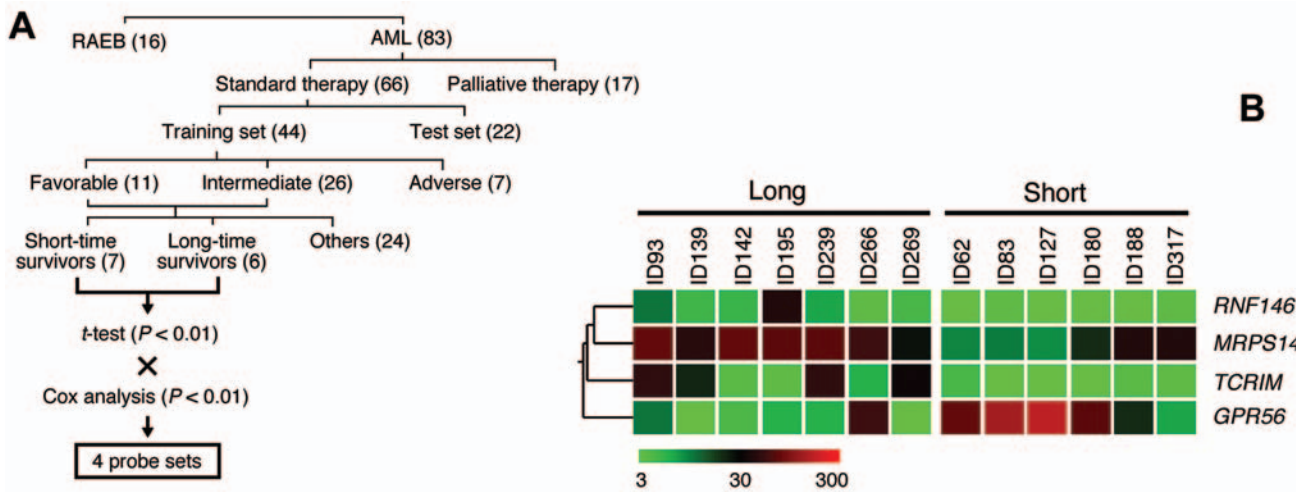 A
RAEB (16)
AML (83)
Standard therapy (66)
Palliative therapy (17)
Training set (44)
Test set (22)
Favorable (11)
Intermediate (26)
Adverse (7)
Short-time
survivors (7)
Long-time
survivors (6)
Others (24)
t-test (P < 0.01)
Cox analysis (P < 0.01)
4 probe sets
B
Long
Short
ID93
ID139
ID142
ID195
ID239
ID266
ID269
ID62
ID83
ID127
ID180
ID188
ID317
RNF146
MRPS14
TCRIM
GPR56
3
30
300